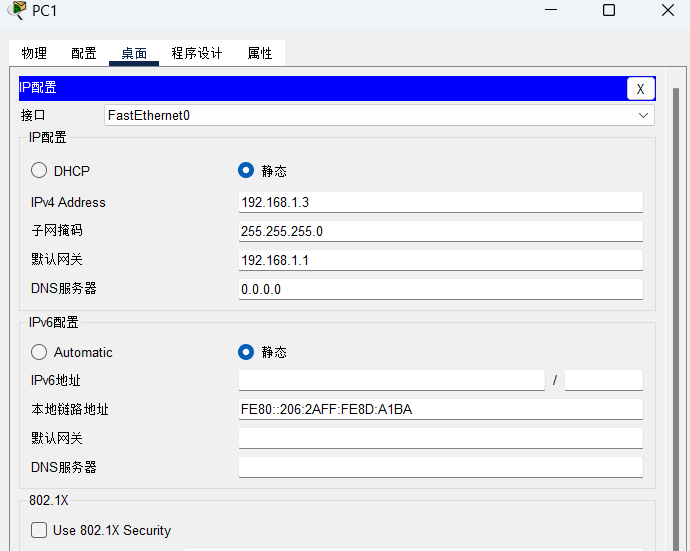 PC1
物理 配置 桌面 程序设计 属性
IP配置 X
接口 FastEthernet0
IP配置
DHCP 静态
IPv4 Address 192.168.1.3
子网掩码 255.255.255.0
默认网关 192.168.1.1
DNS服务器 0.0.0.0
IPv6配置
Automatic 静态
IPv6地址 /
本地链路地址 FE80::206:2AFF:FE8D:A1BA
默认网关
DNS服务器
802.1X
Use 802.1X Security